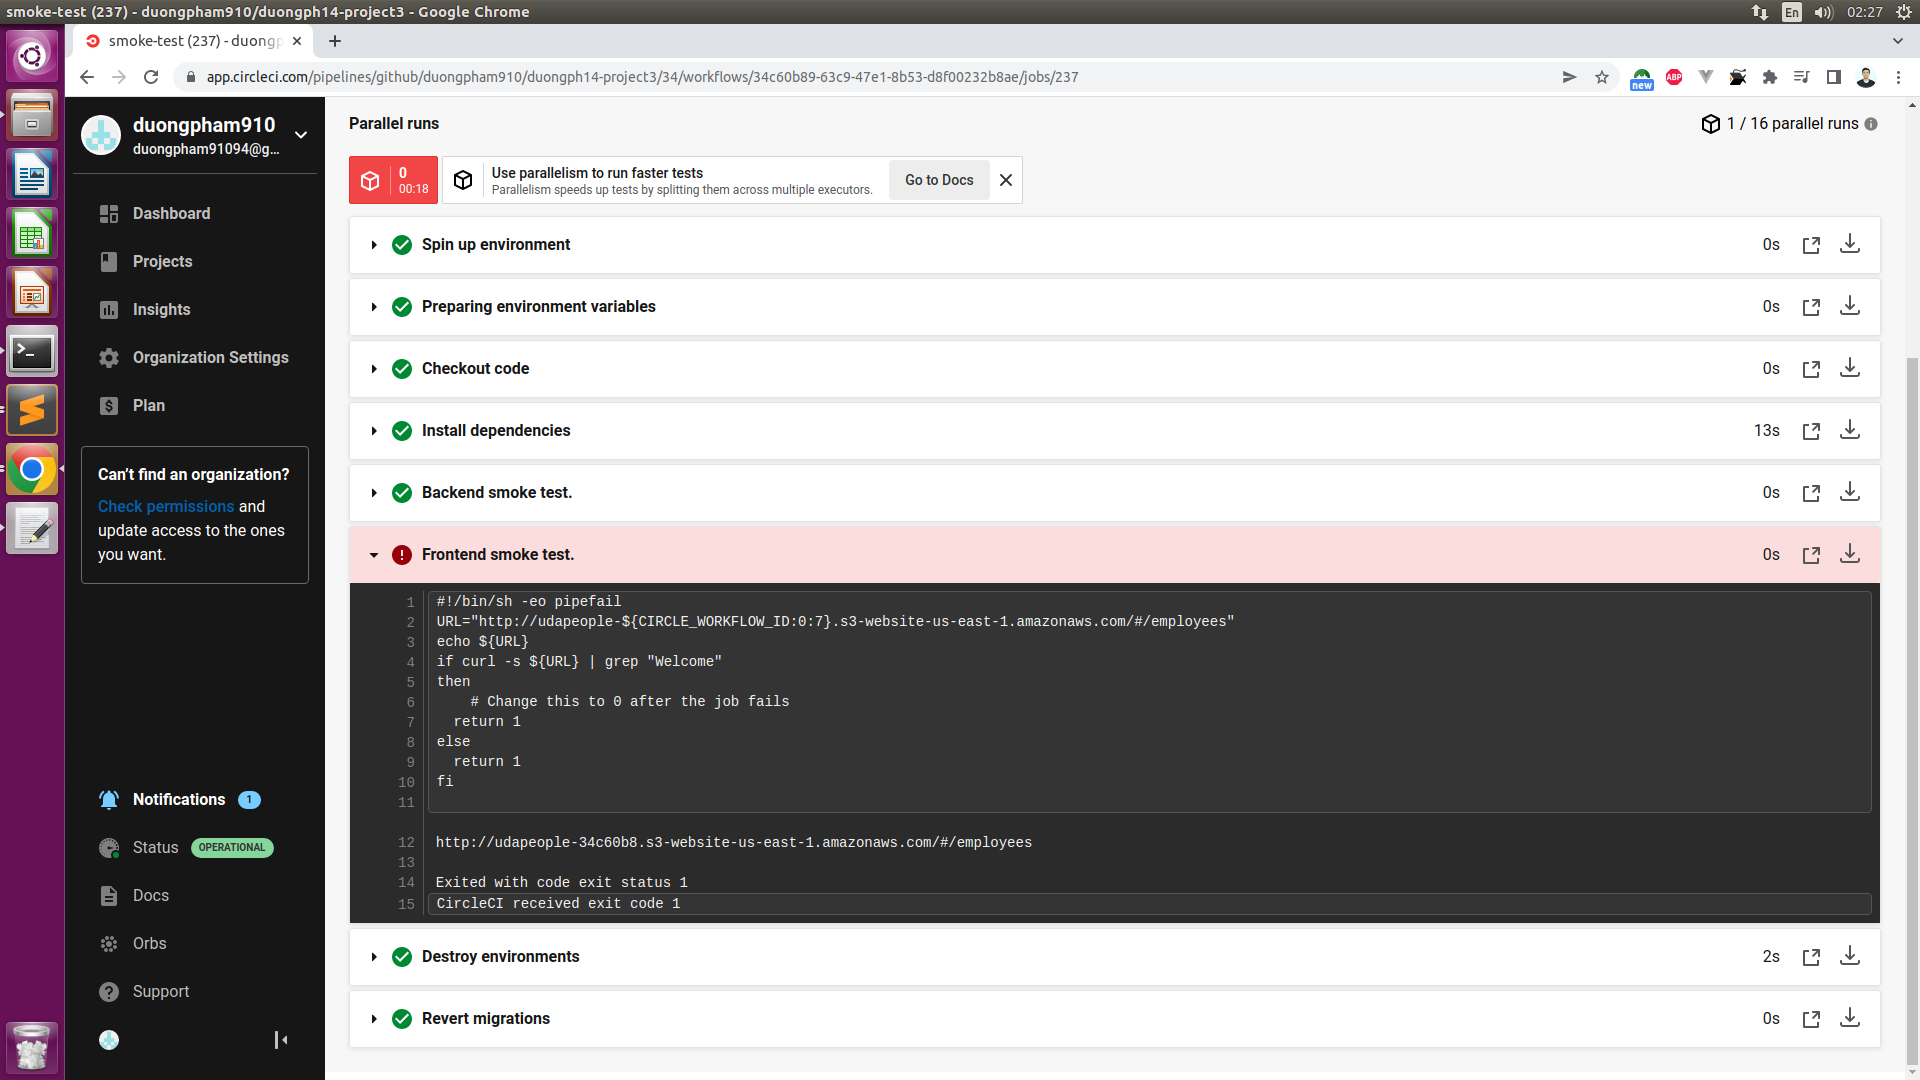 smoke-test (237) - duongpham910/duongph14-project3 - Google Chrome
En
02:27
smoke-test (237) - duongp
app.circleci.com/pipelines/github/duongpham910/duongph14-project3/34/workflows/34c60b89-63c9-47e1-8b53-d8f00232b8ae/jobs/237
new
ABP
duongpham910
duongpham91094@g...
Dashboard
Projects
Insights
Organization Settings
Plan
Can't find an organization?
Check permissions and
update access to the ones
you want.
Notifications 1
Status OPERATIONAL
Docs
Orbs
Support
Parallel runs
1 / 16 parallel runs
0
00:18
Use parallelism to run faster tests
Parallelism speeds up tests by splitting them across multiple executors.
Go to Docs
Spin up environment 0s
Preparing environment variables 0s
Checkout code 0s
Install dependencies 13s
Backend smoke test. 0s
Frontend smoke test. 0s
1 #!/bin/sh -eo pipefail
2 URL="http://udapeople-${CIRCLE_WORKFLOW_ID:0:7}.s3-website-us-east-1.amazonaws.com/#/employees"
3 echo ${URL}
4 if curl -s ${URL} | grep "Welcome"
5 then
6     # Change this to 0 after the job fails
7   return 1
8 else
9   return 1
10 fi
11
12 http://udapeople-34c60b8.s3-website-us-east-1.amazonaws.com/#/employees
13
14 Exited with code exit status 1
15 CircleCI received exit code 1
Destroy environments 2s
Revert migrations 0s